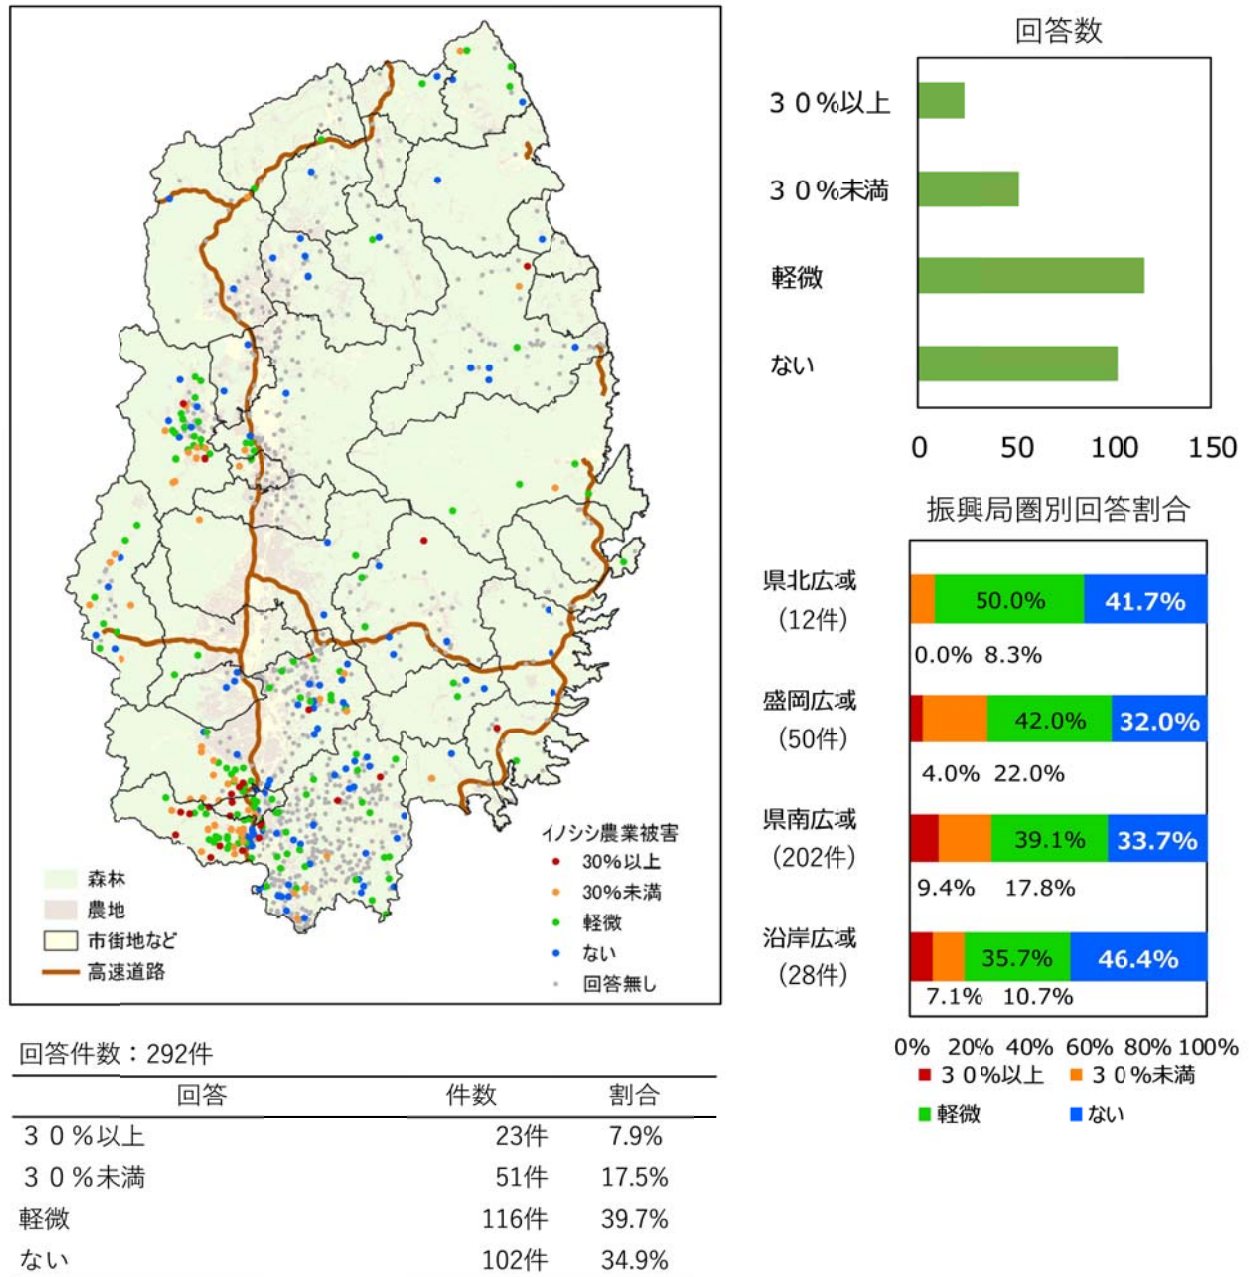 森林
農地
市街地など
高速道路
イノシシ農業被害
30%以上
30%未満
軽微
ない
回答無し
回答数
３０%以上
３０%未満
軽微
ない
0 50 100 150
振興局圏別回答割合
県北広域
(12件)
50.0% 41.7%
0.0% 8.3%
盛岡広域
(50件)
42.0% 32.0%
4.0% 22.0%
県南広域
(202件)
39.1% 33.7%
9.4% 17.8%
沿岸広域
(28件)
35.7% 46.4%
7.1% 10.7%
0% 20% 40% 60% 80% 100%
３０%以上 ３０%未満
軽微 ない
回答件数：292件
回答 件数 割合
３０%以上 23件 7.9%
３０%未満 51件 17.5%
軽微 116件 39.7%
ない 102件 34.9%